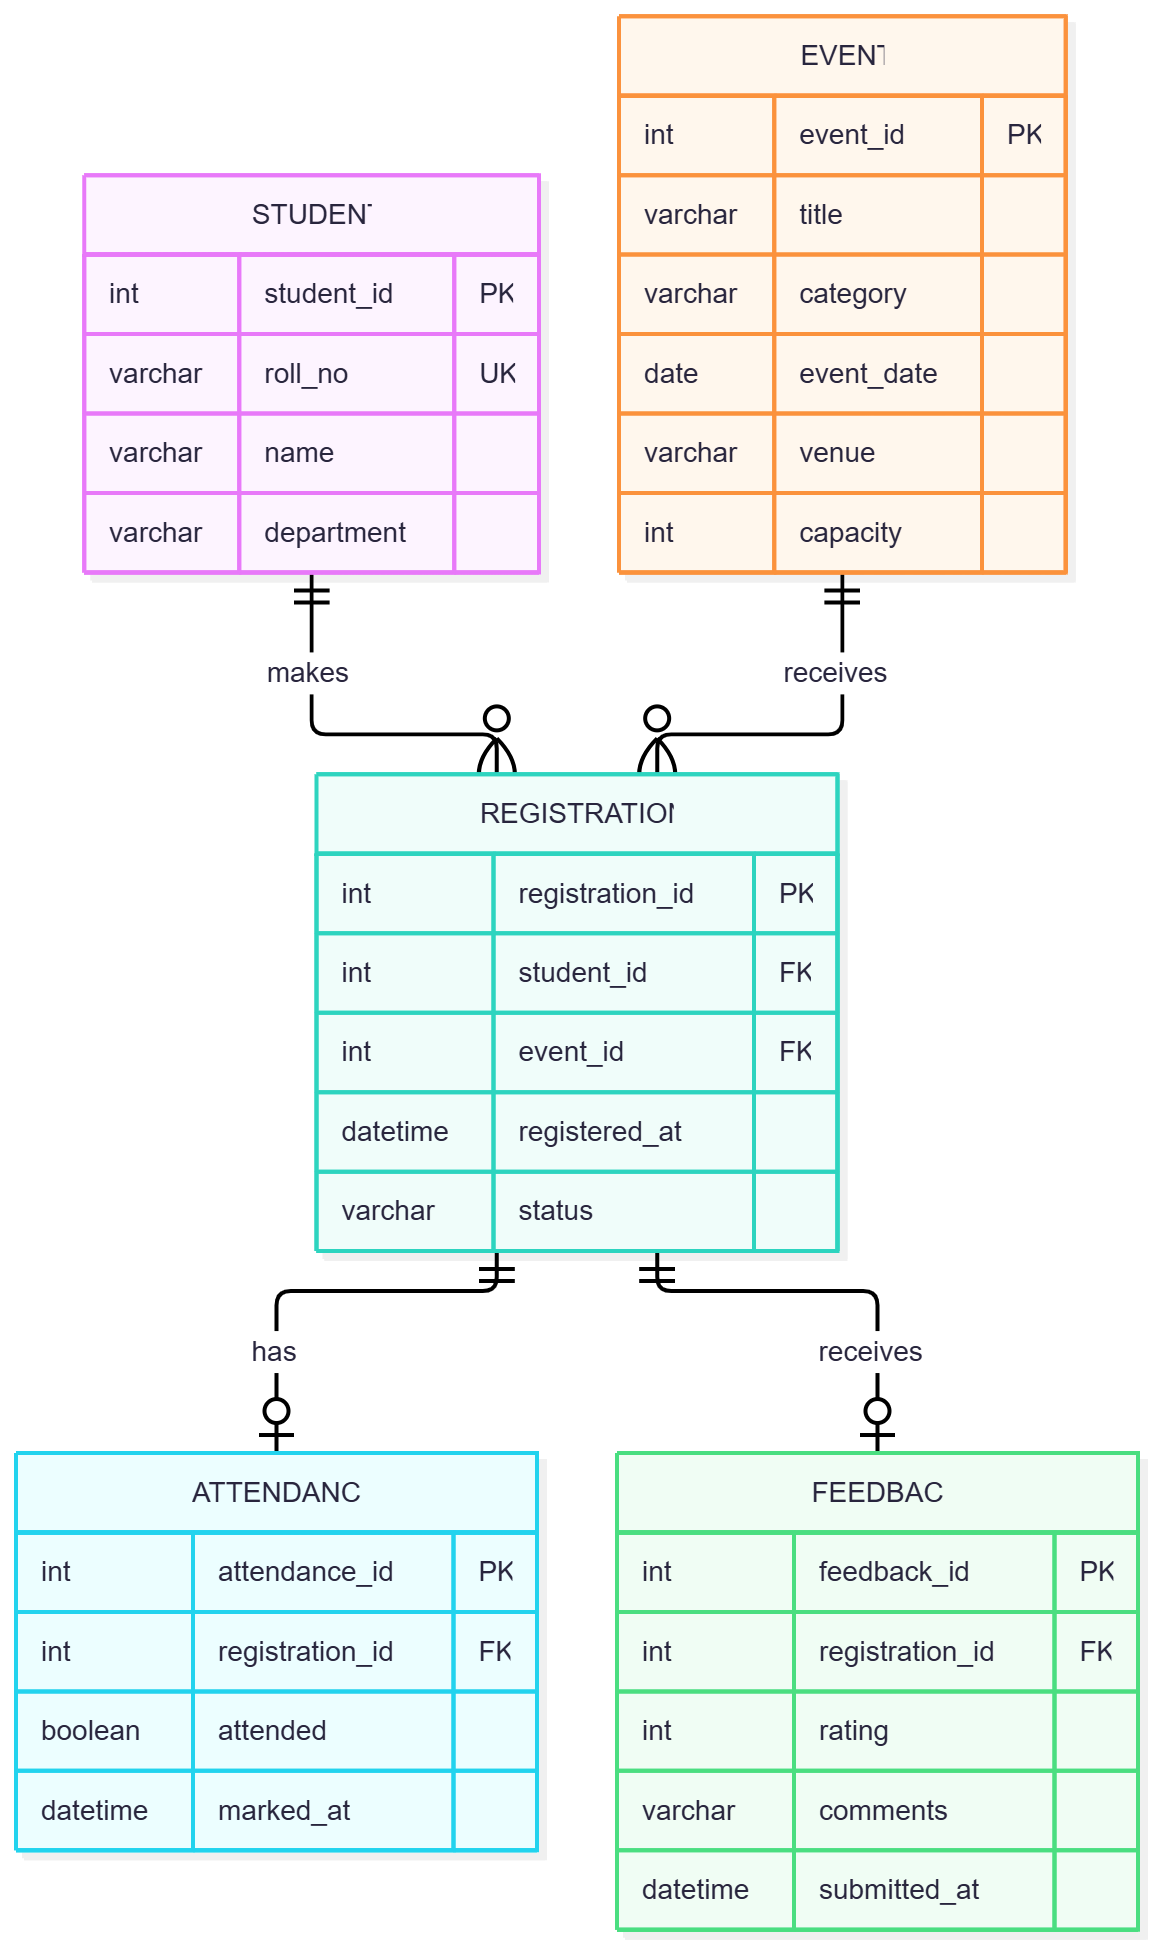 EVENT
int event_id PK
varchar title
varchar category
date event_date
varchar venue
int capacity
STUDENT
int student_id PK
varchar roll_no UK
varchar name
varchar department
makes
receives
REGISTRATION
int registration_id PK
int student_id FK
int event_id FK
datetime registered_at
varchar status
has
receives
ATTENDANC
int attendance_id PK
int registration_id FK
boolean attended
datetime marked_at
FEEDBAC
int feedback_id PK
int registration_id FK
int rating
varchar comments
datetime submitted_at